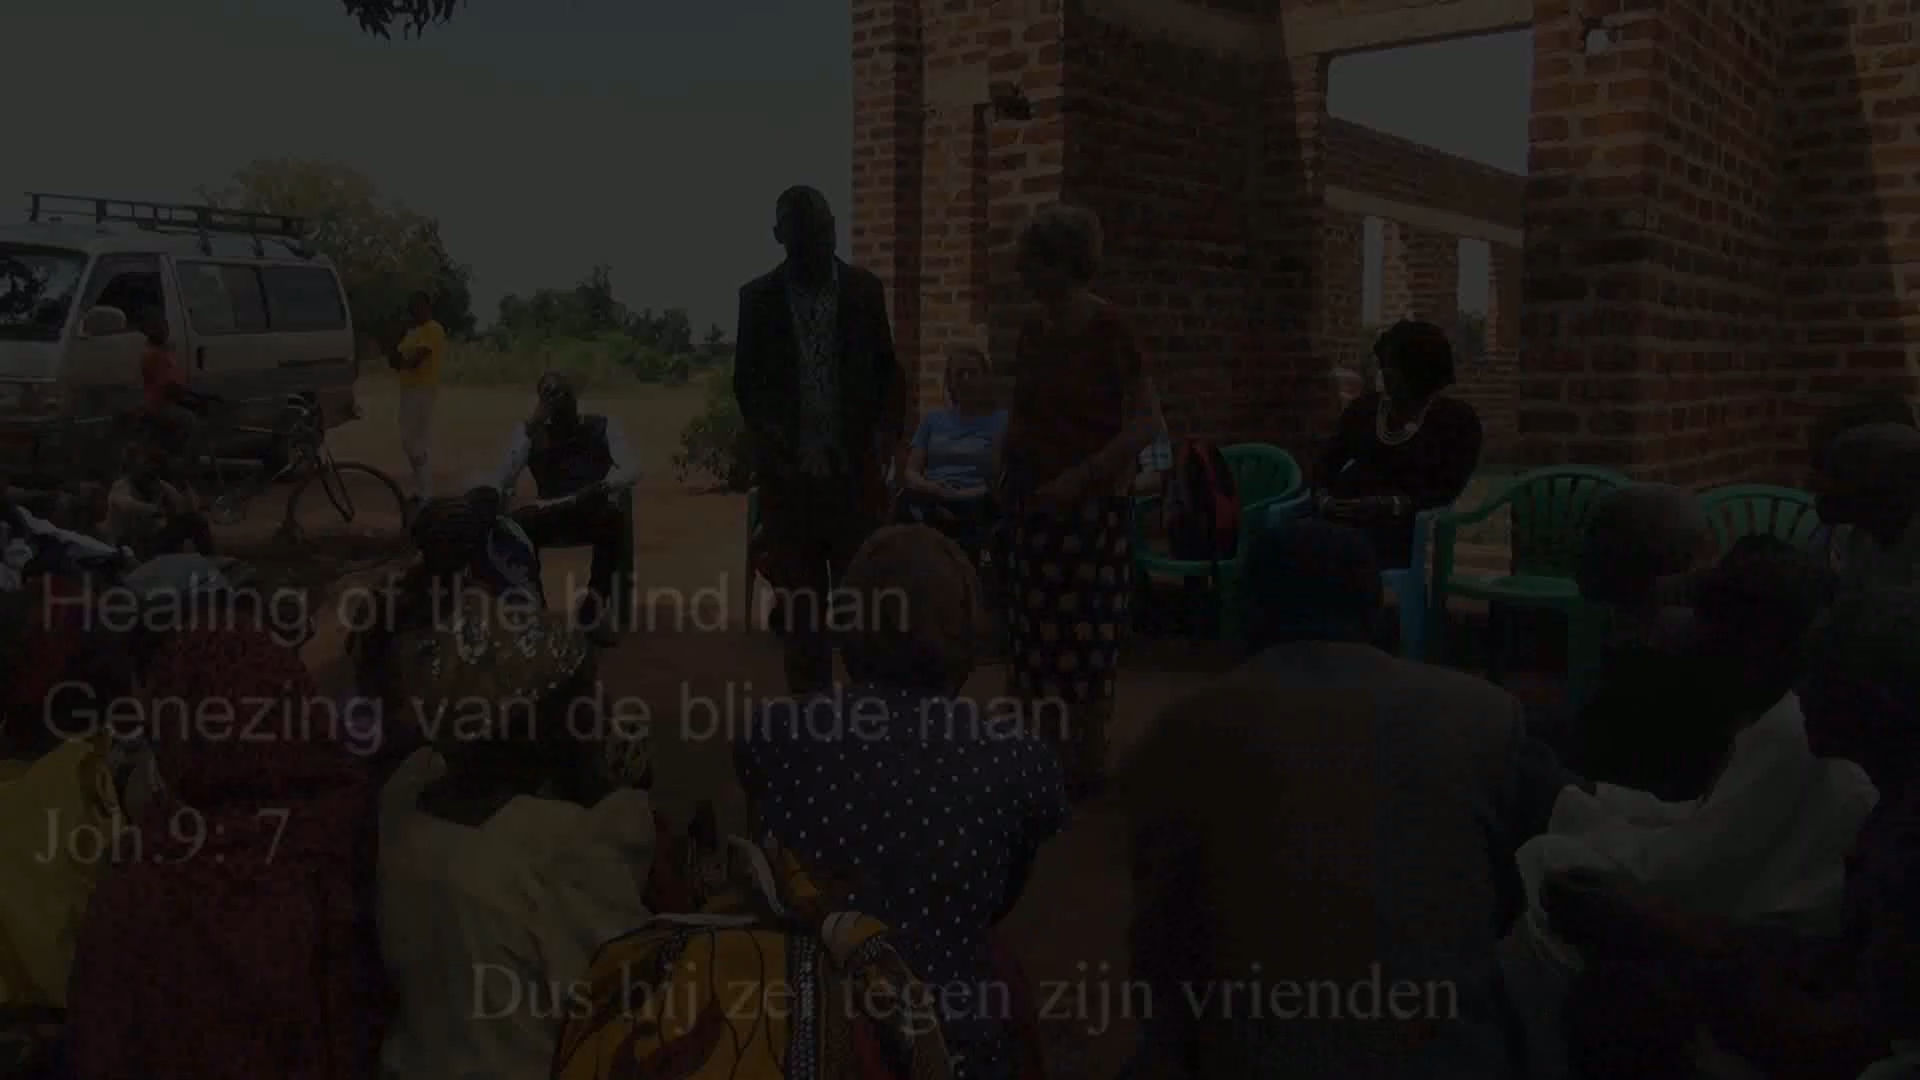 Healing of the blind man
Genezing van de blinde man
Joh.9: 7
Dus hij zei tegen zijn vrienden